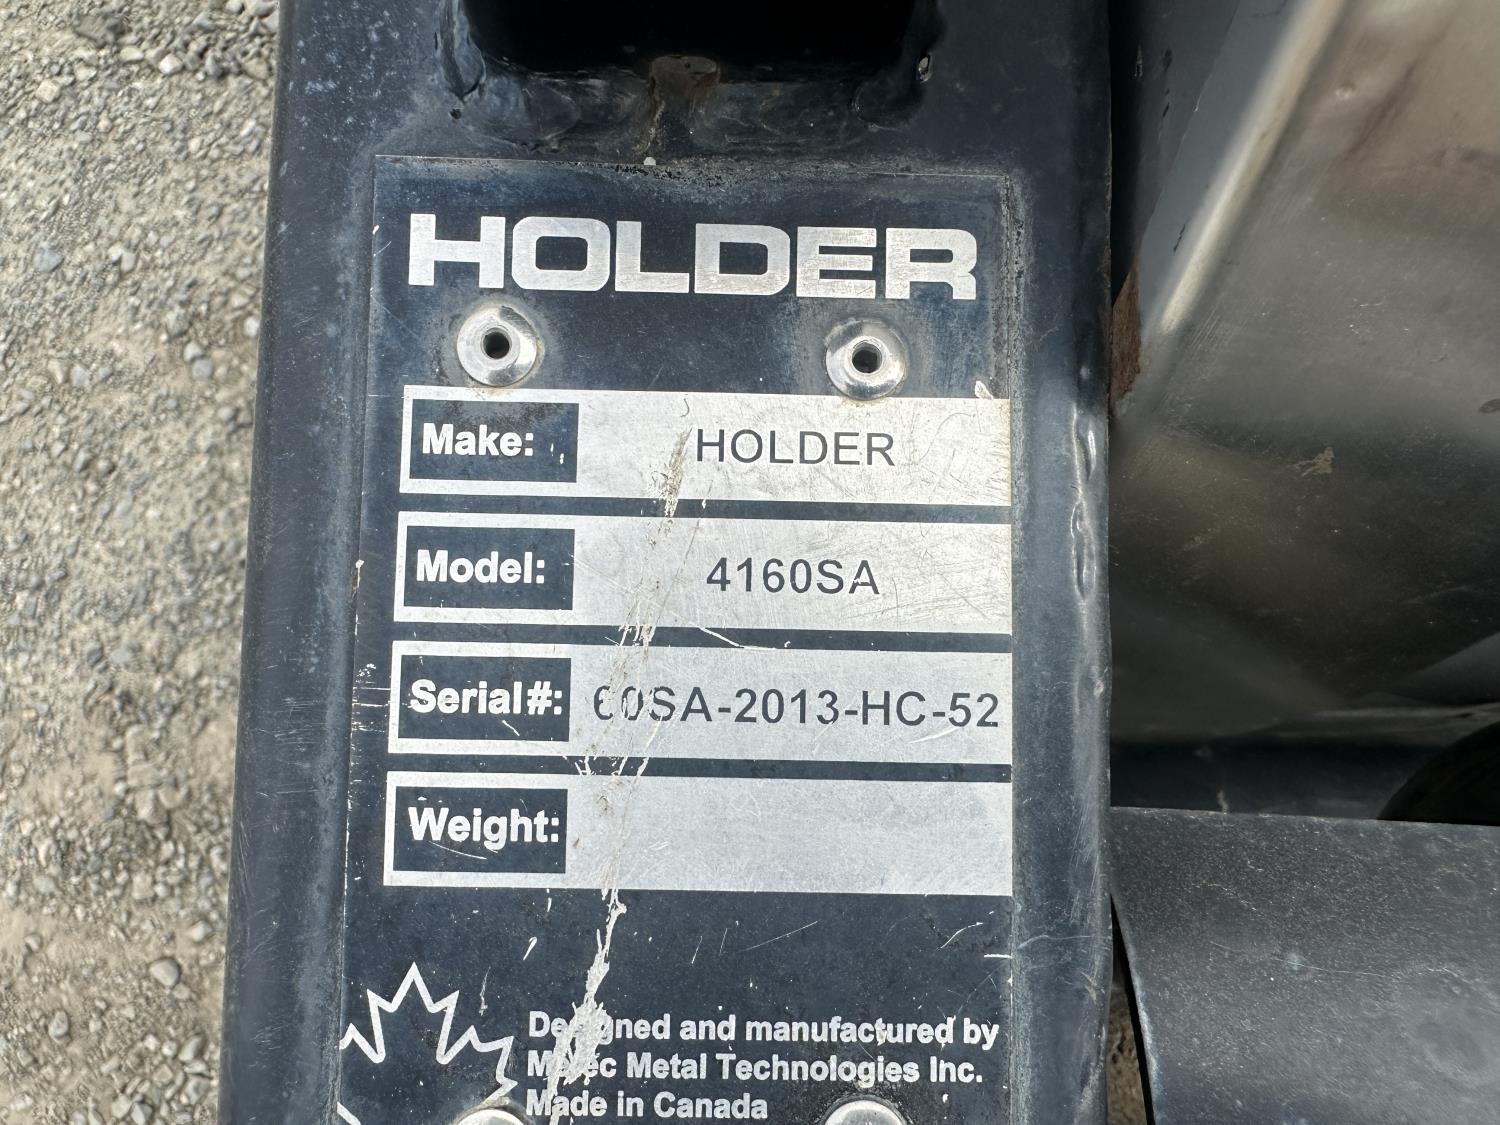 HOLDER
Make: HOLDER
Model: 4160SA
Serial#: 60SA-2013-HC-52
Weight:
Designed and manufactured by
Metal Technologies Inc.
Made in Canada